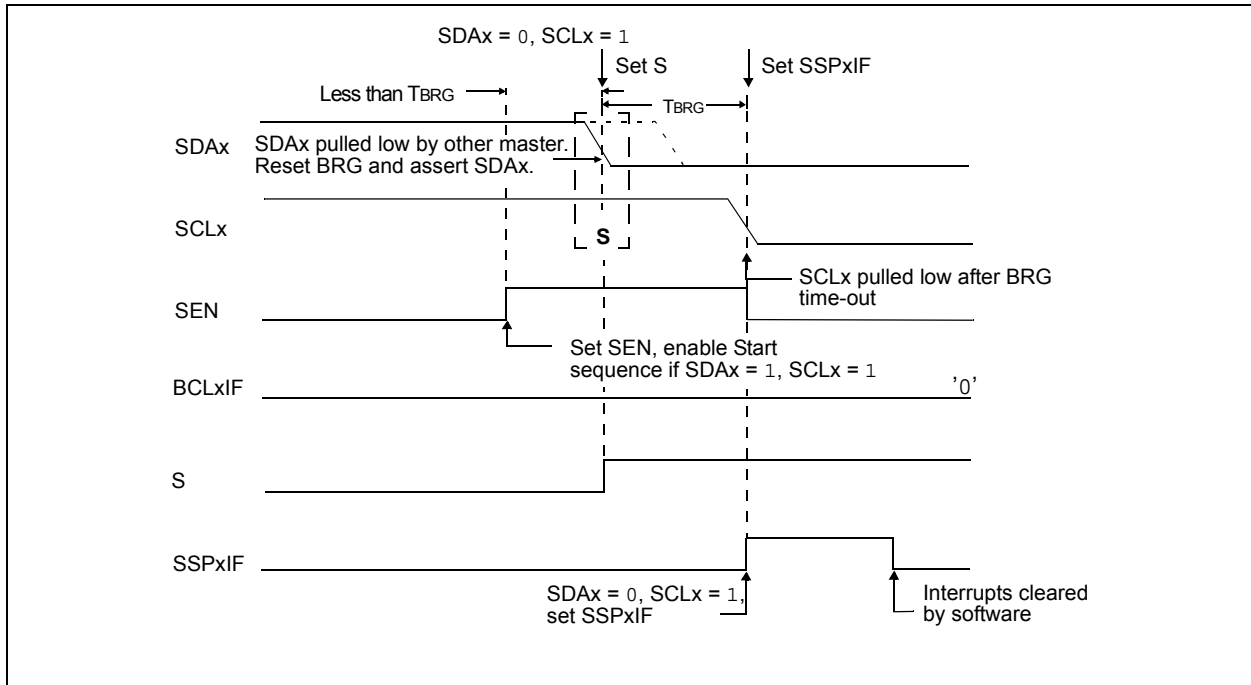 SDAx = 0, SCLx = 1
Set S
Set SSPxIF
Less than TBRG
TBRG
SDAx
SDAx pulled low by other master.
Reset BRG and assert SDAx.
SCLx
S
SCLx pulled low after BRG
time-out
SEN
Set SEN, enable Start
sequence if SDAx = 1, SCLx = 1
BCLxIF
'0'
S
SSPxIF
SDAx = 0, SCLx = 1,
set SSPxIF
Interrupts cleared
by software